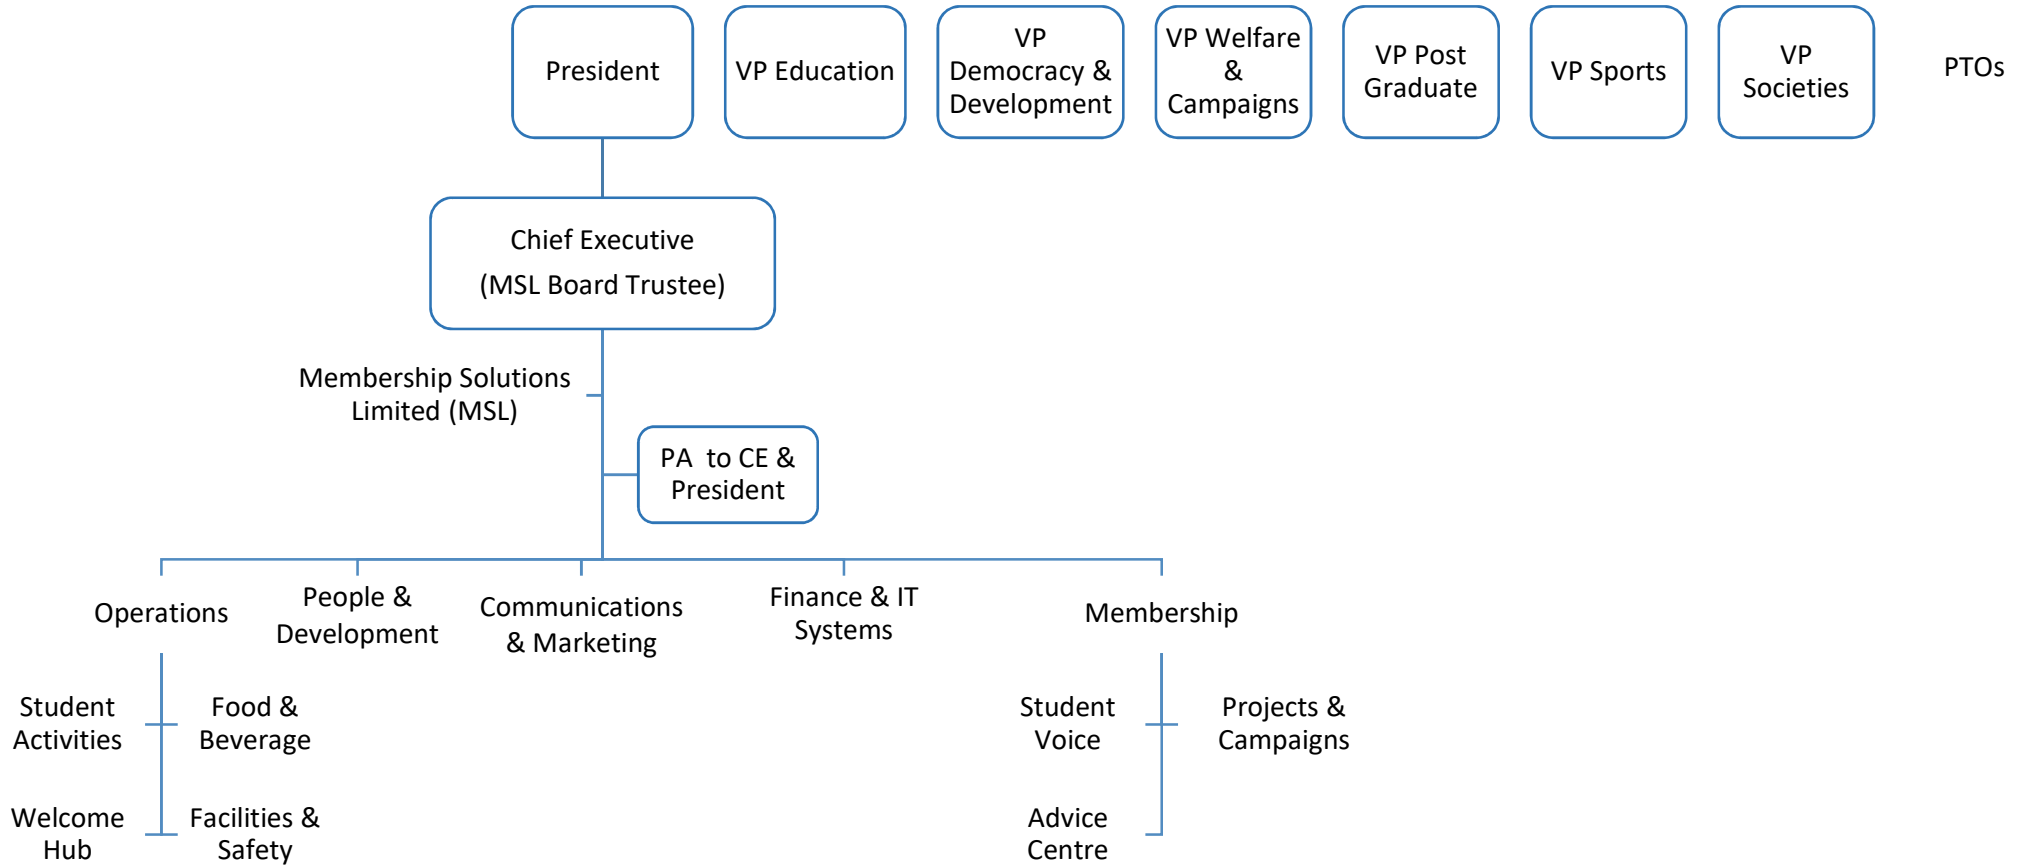 President
VP Education
VP
Democracy &
Development
VP Welfare
&
Campaigns
VP Post
Graduate
VP Sports
VP
Societies
PTOs
Chief Executive
(MSL Board Trustee)
Membership Solutions
Limited (MSL)
PA to CE &
President
Operations
People &
Development
Communications
& Marketing
Finance & IT
Systems
Membership
Student
Activities
Food &
Beverage
Student
Voice
Projects &
Campaigns
Welcome
Hub
Facilities &
Safety
Advice
Centre